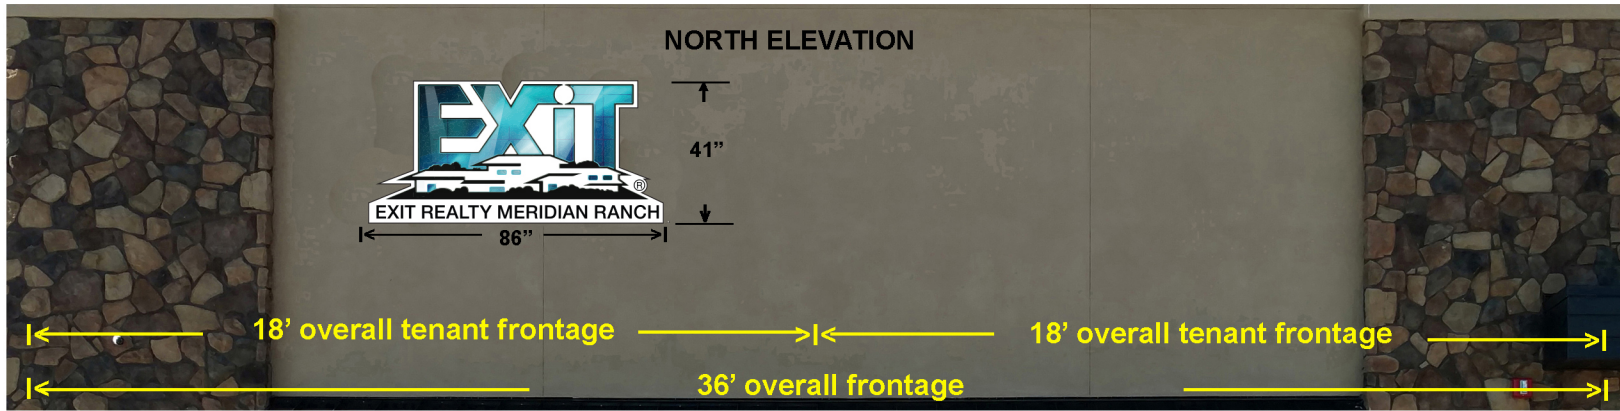 NORTH ELEVATION
EXiT
®
EXIT REALTY MERIDIAN RANCH
41”
86”
18’ overall tenant frontage
18’ overall tenant frontage
36’ overall frontage